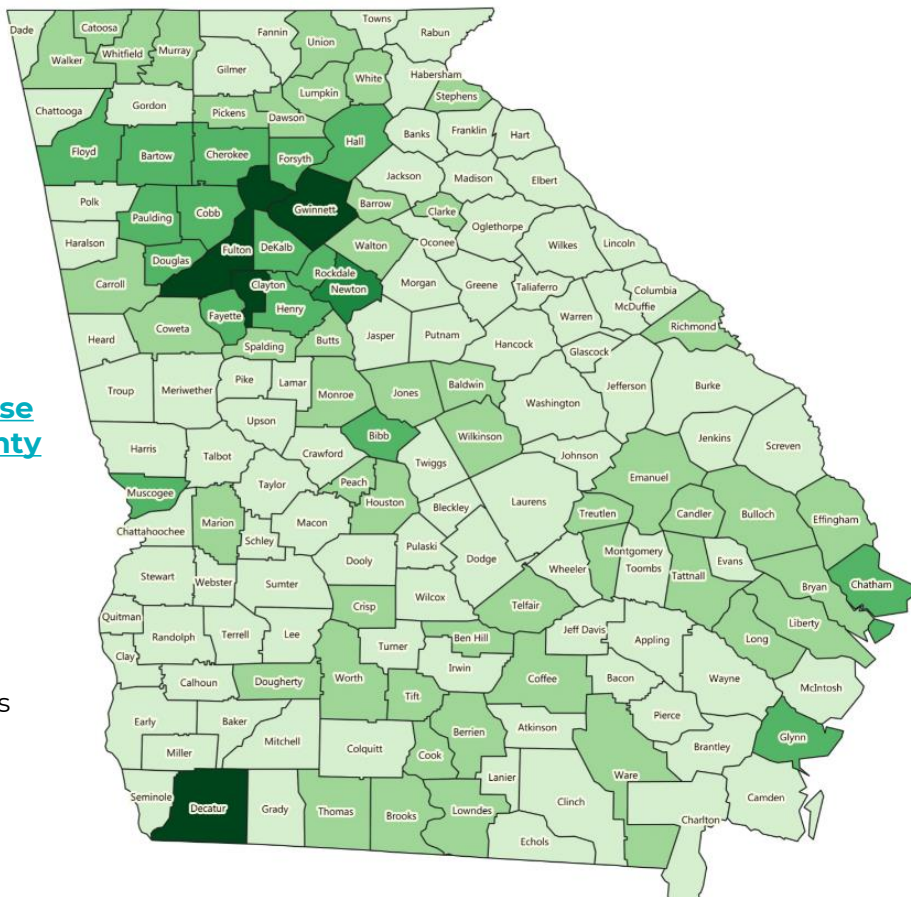 Towns
Dade
Catoosa
Fannin
Union
Rabun
Whitfield
Murray
Walker
Gilmer
White
Habersham
Lumpkin
Stephens
Chattooga
Gordon
Pickens
Dawson
Banks
Franklin
Hart
Hall
Floyd
Bartow
Cherokee
Forsyth
Jackson
Madison
Elbert
Polk
Gwinnett
Barrow
Clarke
Paulding
Cobb
Oglethorpe
Haralson
Fulton
DeKalb
Walton
Oconee
Wilkes
Lincoln
Douglas
Rockdale
Carroll
Clayton
Newton
Morgan
Greene
Taliaferro
Columbia
McDuffie
Fayette
Henry
Warren
Richmond
Coweta
Heard
Spalding
Butts
Jasper
Putnam
Hancock
Glascock
Troup
Meriwether
Pike
Lamar
Monroe
Jones
Baldwin
Jefferson
Burke
Washington
se
nty
Upson
Bibb
Wilkinson
Jenkins
Screven
Harris
Talbot
Crawford
Twiggs
Johnson
Muscogee
Taylor
Peach
Emanuel
Houston
Bleckley
Laurens
Treutlen
Candler
Bulloch
Effingham
Chattahoochee
Marion
Macon
Schley
Pulaski
Dooly
Dodge
Wheeler
Montgomery
Toombs
Tattnall
Evans
Bryan
Chatham
Stewart
Webster
Sumter
Wilcox
Telfair
Crisp
Quitman
Randolph
Terrell
Lee
Turner
Ben Hill
Jeff Davis
Appling
Long
Liberty
Clay
Irwin
Calhoun
Dougherty
Worth
Tift
Coffee
Bacon
Wayne
McIntosh
s
Early
Baker
Mitchell
Colquitt
Berrien
Cook
Atkinson
Pierce
Brantley
Glynn
Miller
Lanier
Ware
Seminole
Decatur
Grady
Thomas
Brooks
Lowndes
Clinch
Camden
Charlton
Echols